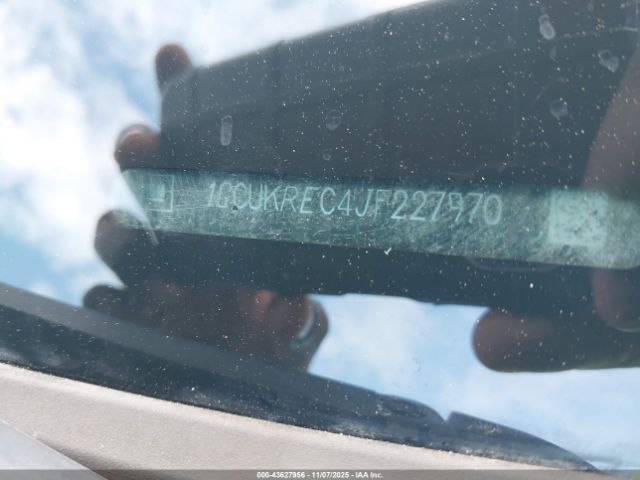 1GCUKREC4JF227970
000-43627956 - 11/07/2025 - IAA Inc.